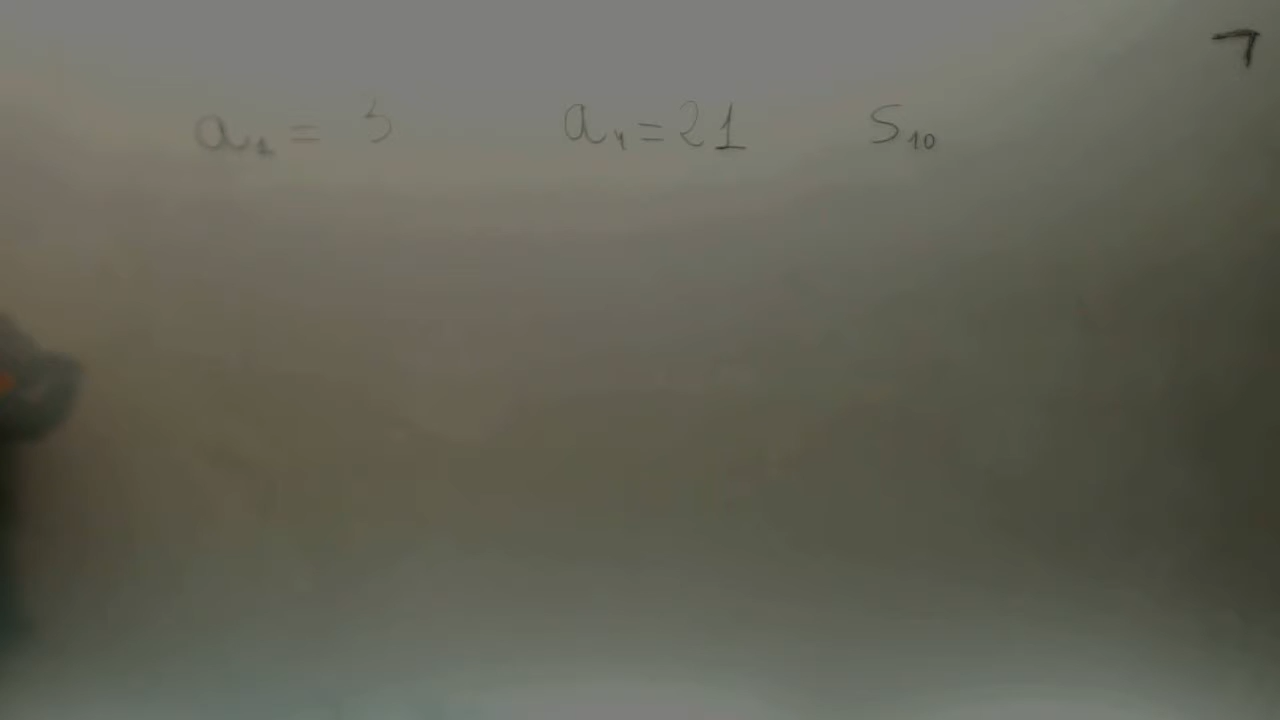 a₁ = 3 a₄ = 21 S₁₀